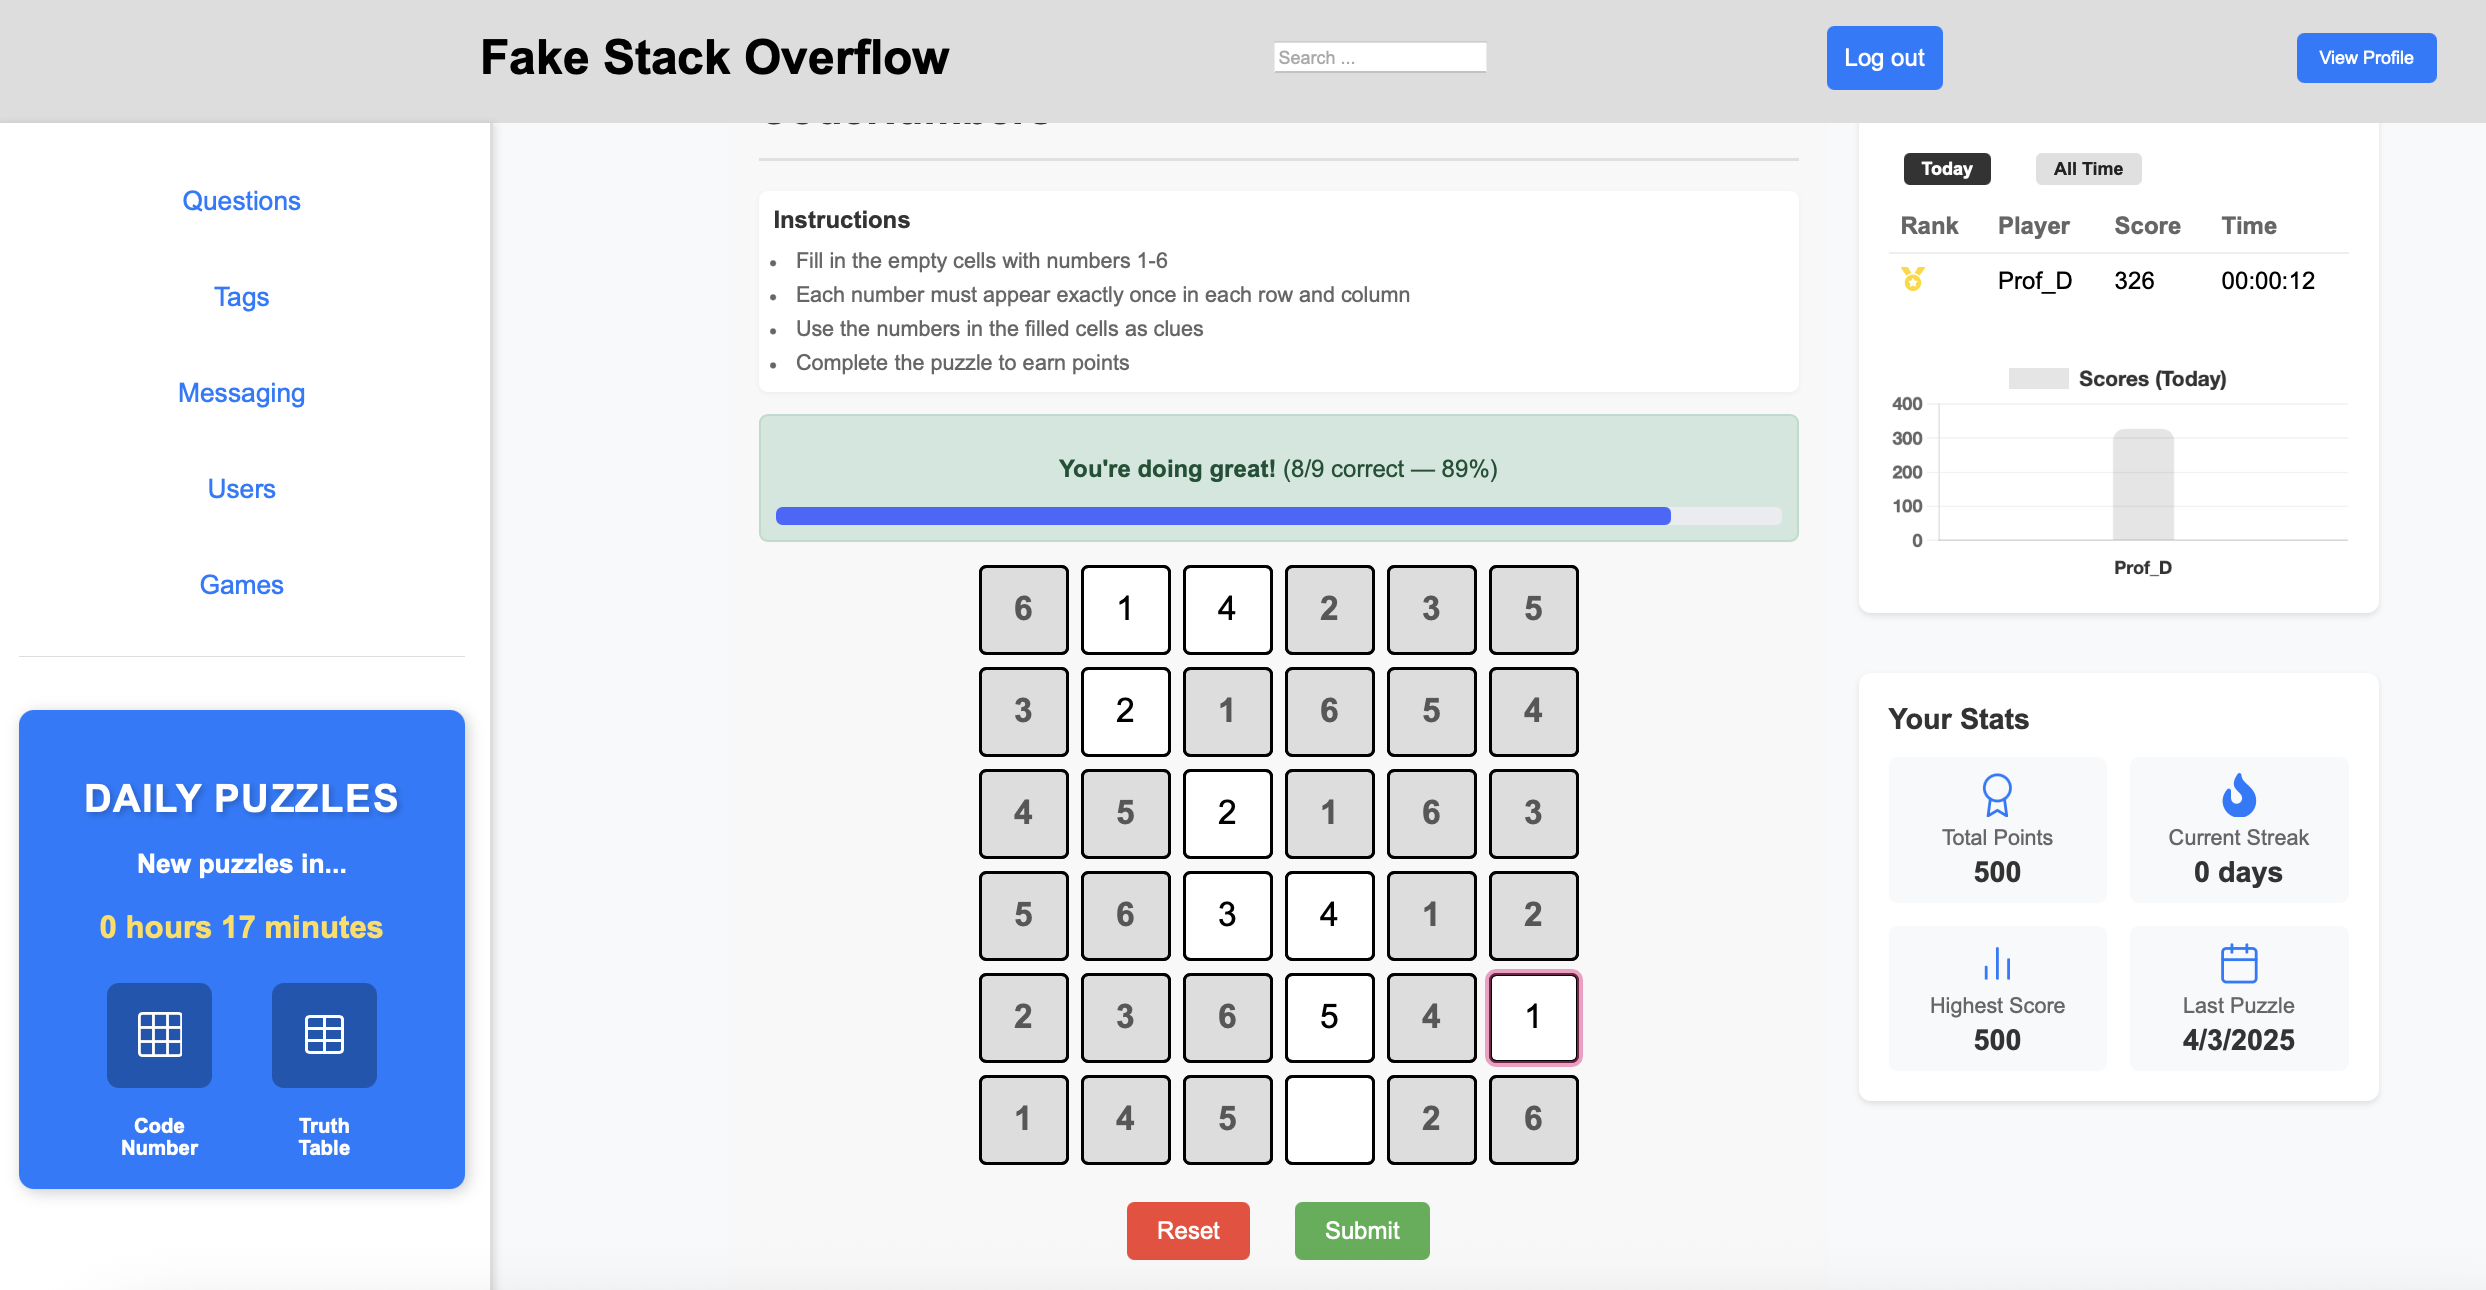 Fake Stack Overflow
Search ...
Log out
View Profile
Questions
Tags
Messaging
Users
Games
DAILY PUZZLES
New puzzles in...
0 hours 17 minutes
Code
Number
Truth
Table
Instructions
Fill in the empty cells with numbers 1-6
Each number must appear exactly once in each row and column
Use the numbers in the filled cells as clues
Complete the puzzle to earn points
You're doing great! (8/9 correct — 89%)
6 1 4 2 3 5
3 2 1 6 5 4
4 5 2 1 6 3
5 6 3 4 1 2
2 3 6 5 4 1
1 4 5 2 6
Reset
Submit
Today
All Time
Rank Player Score Time
Prof_D 326 00:00:12
Scores (Today)
400
300
200
100
0
Prof_D
Your Stats
Total Points
500
Current Streak
0 days
Highest Score
500
Last Puzzle
4/3/2025